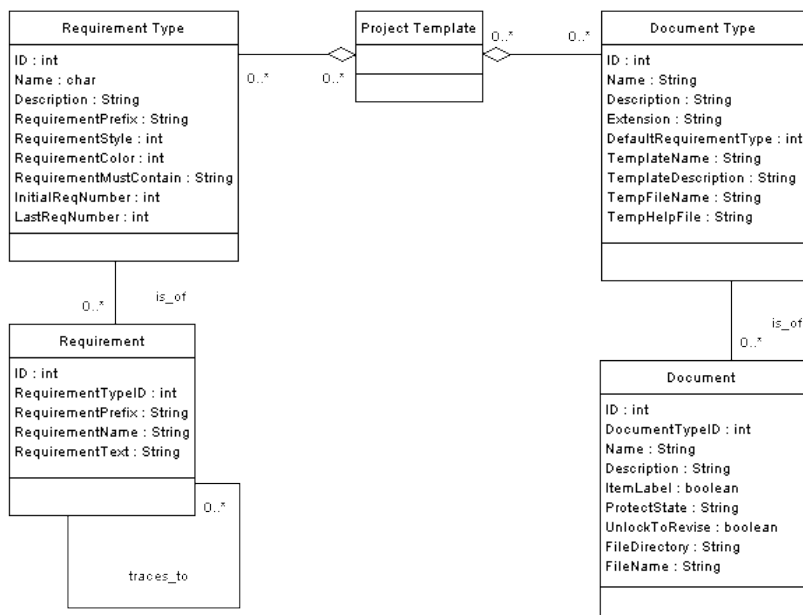 Requirement Type
ID : int
Name : char
Description : String
RequirementPrefix : String
RequirementStyle : int
RequirementColor : int
RequirementMustContain : String
InitialReqNumber : int
LastReqNumber : int
0..*
0..*
Project Template
0..*
0..*
Document Type
ID : int
Name : String
Description : String
Extension : String
DefaultRequirementType : int
TemplateName : String
TemplateDescription : String
TempFileName : String
TempHelpFile : String
is_of
0..*
Requirement
ID : int
RequirementTypeID : int
RequirementPrefix : String
RequirementName : String
RequirementText : String
0..*
traces_to
is_of
0..*
Document
ID : int
DocumentTypeID : int
Name : String
Description : String
ItemLabel : boolean
ProtectState : String
UnlockToRevise : boolean
FileDirectory : String
FileName : String